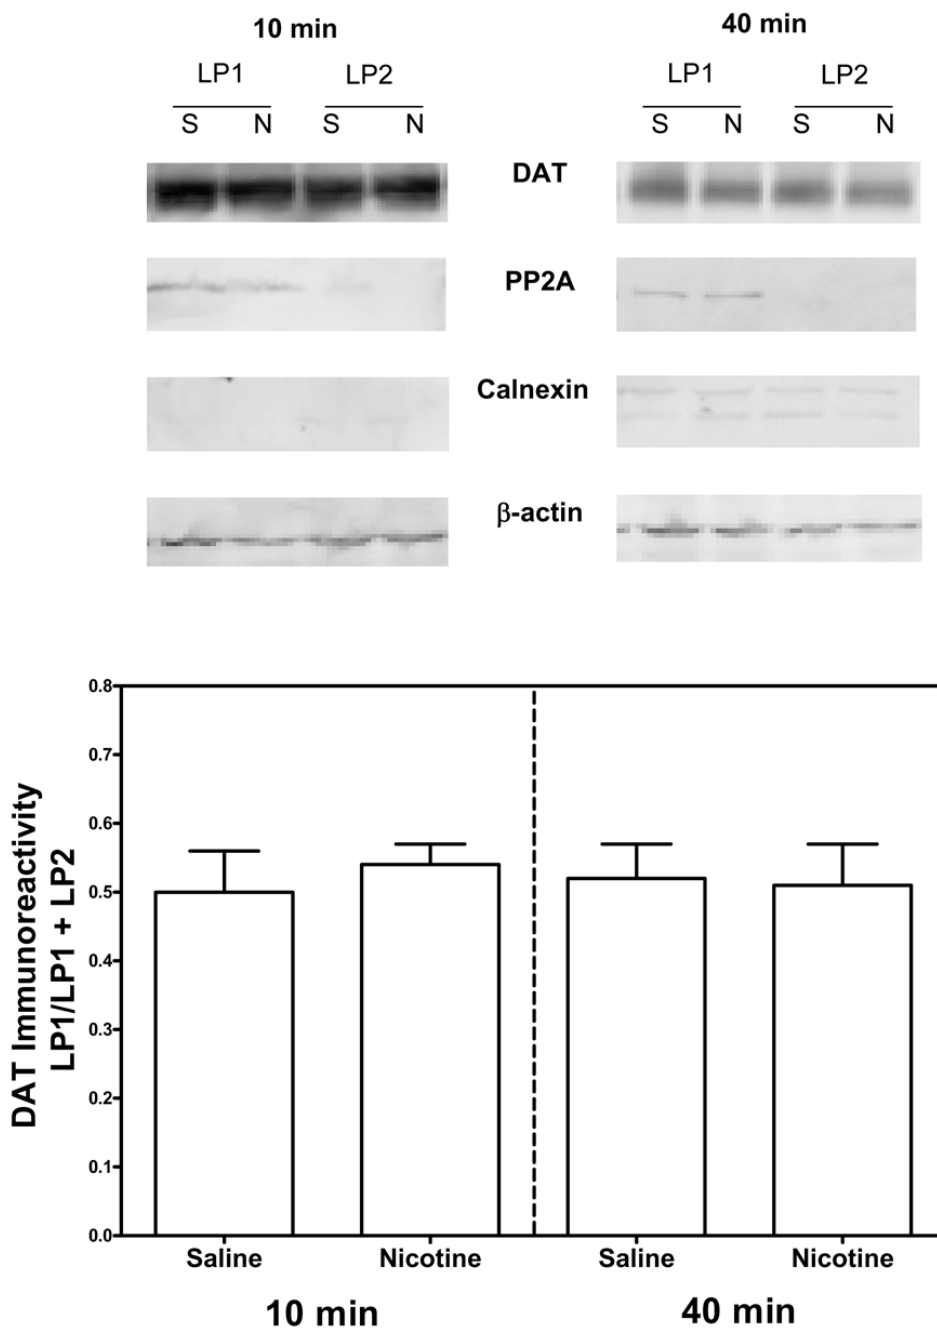 10 min
40 min
LP1 LP2
LP1 LP2
S N S N
S N S N
DAT
PP2A
Calnexin
β-actin
DAT Immunoreactivity
LP1/LP1 + LP2
0.8
0.7
0.6
0.5
0.4
0.3
0.2
0.1
0.0
Saline Nicotine Saline Nicotine
10 min 40 min